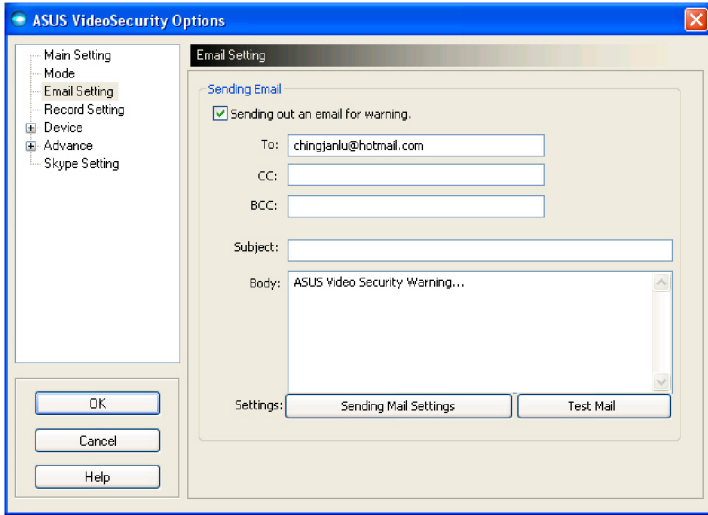 ASUS VideoSecurity Options
Main Setting
Mode
Email Setting
Record Setting
Device
Advance
Skype Setting
OK
Cancel
Help
Email Setting
Sending Email
Sending out an email for warning.
To: chingjanlu@hotmail.com
CC:
BCC:
Subject:
Body: ASUS Video Security Warning...
Settings: Sending Mail Settings Test Mail